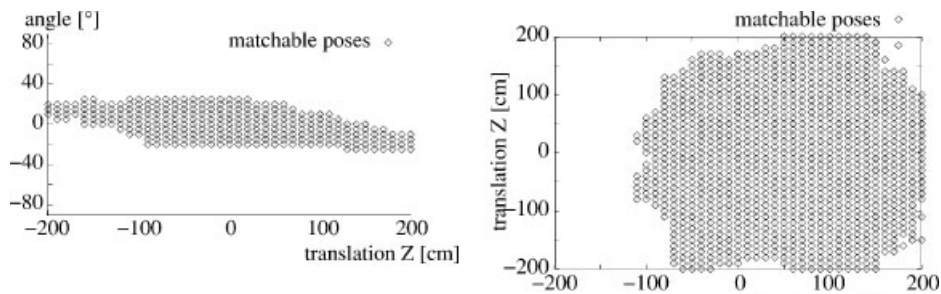 angle [°]
80
40
0
−40
−80
matchable poses
−200 −100 0 100 200
translation Z [cm]
matchable poses
200
100
0
−100
−200
translation Z [cm]
−200 −100 0 100 200